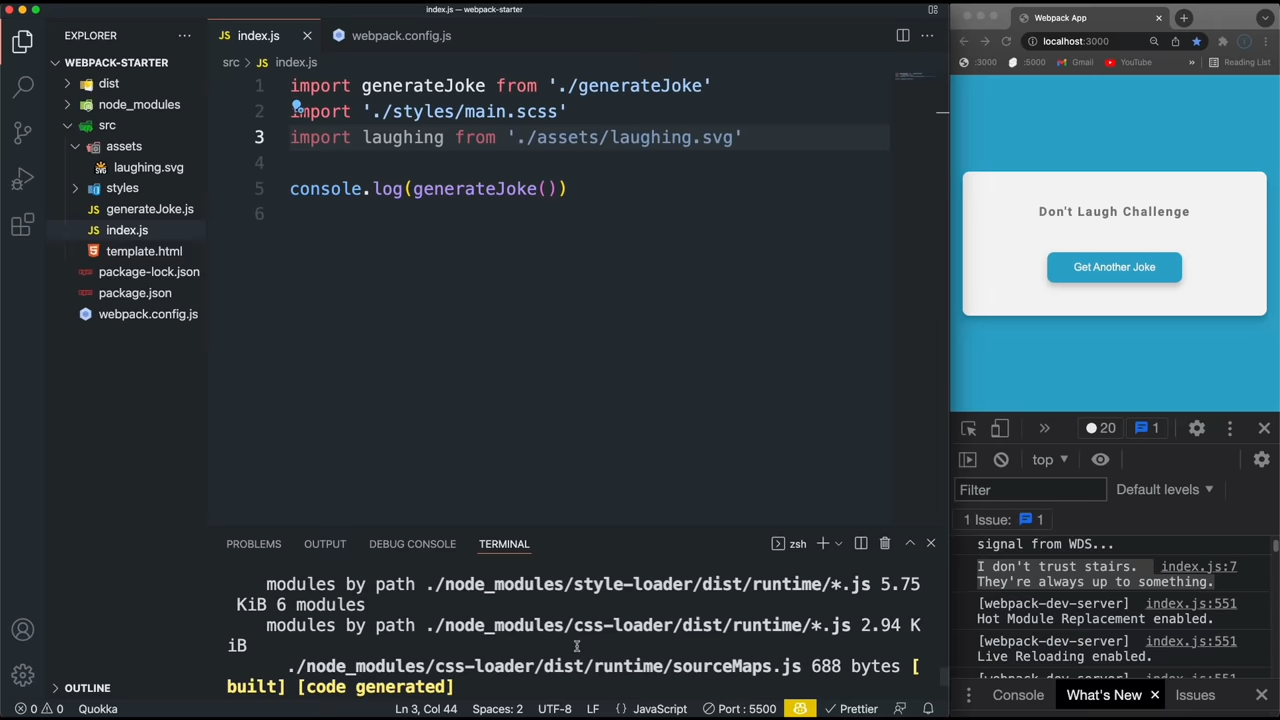 index.js — webpack-starter
EXPLORER
WEBPACK-STARTER
dist
node_modules
src
assets
laughing.svg
styles
JS generateJoke.js
JS index.js
template.html
package-lock.json
package.json
webpack.config.js
OUTLINE
JS index.js
webpack.config.js
src > JS index.js
1 import generateJoke from './generateJoke'
2 import './styles/main.scss'
3 import laughing from './assets/laughing.svg'
4
5 console.log(generateJoke())
6
PROBLEMS OUTPUT DEBUG CONSOLE TERMINAL
zsh
modules by path ./node_modules/style-loader/dist/runtime/*.js 5.75
KiB 6 modules
modules by path ./node_modules/css-loader/dist/runtime/*.js 2.94 K
iB
./node_modules/css-loader/dist/runtime/sourceMaps.js 688 bytes [
built] [code generated]
0 0 Quokka Ln 3, Col 44 Spaces: 2 UTF-8 LF {} JavaScript Port : 5500 Prettier
Webpack App
localhost:3000
:3000 :5000 Gmail YouTube » Reading List
Don't Laugh Challenge
Get Another Joke
» 20 1
top
Filter Default levels
1 Issue: 1
signal from WDS...
I don't trust stairs. index.js:7
They're always up to something.
[webpack-dev-server] index.js:551
Hot Module Replacement enabled.
[webpack-dev-server] index.js:551
Live Reloading enabled.
Console What's New Issues